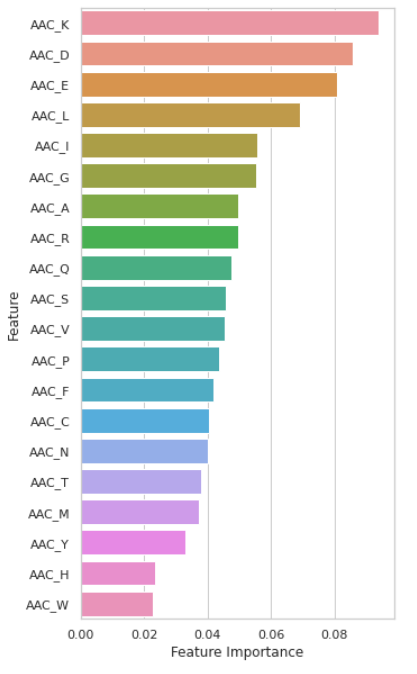 AAC_K
AAC_D
AAC_E
AAC_L
AAC_I
AAC_G
AAC_A
AAC_R
AAC_Q
AAC_S
AAC_V
AAC_P
AAC_F
AAC_C
AAC_N
AAC_T
AAC_M
AAC_Y
AAC_H
AAC_W
Feature
0.00 0.02 0.04 0.06 0.08
Feature Importance